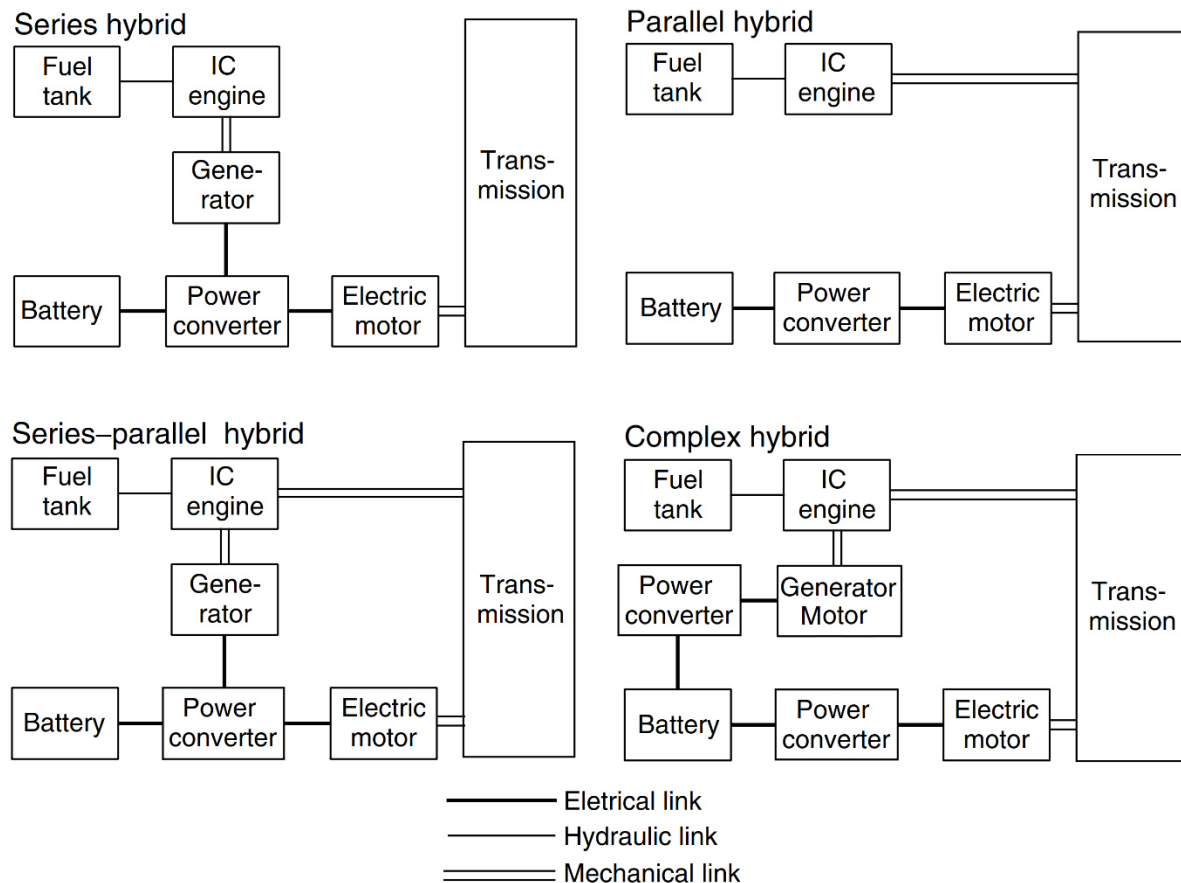 Series hybrid
Fuel
tank
IC
engine
Gene-
rator
Battery
Power
converter
Electric
motor
Trans-
mission
Parallel hybrid
Fuel
tank
IC
engine
Battery
Power
converter
Electric
motor
Trans-
mission
Series–parallel hybrid
Fuel
tank
IC
engine
Gene-
rator
Battery
Power
converter
Electric
motor
Trans-
mission
Complex hybrid
Fuel
tank
IC
engine
Power
converter
Generator
Motor
Battery
Power
converter
Electric
motor
Trans-
mission
Eletrical link
Hydraulic link
Mechanical link